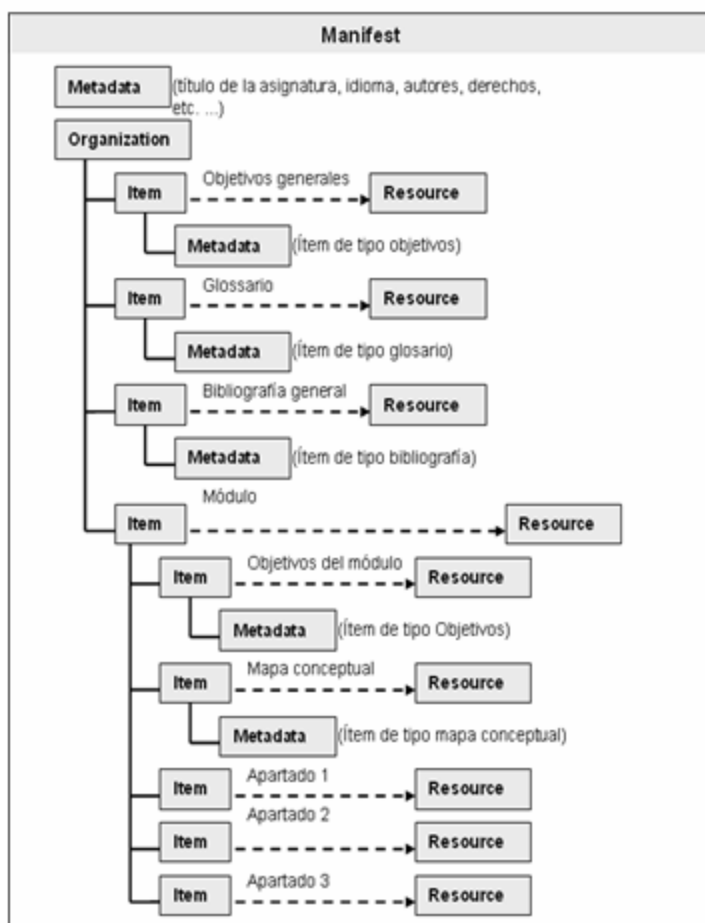 Manifest
Metadata (título de la asignatura, idioma, autores, derechos,
etc. ...)
Organization
Objetivos generales
Item Resource
Metadata (Ítem de tipo objetivos)
Glossario
Item Resource
Metadata (Ítem de tipo glosario)
Bibliografía general
Item Resource
Metadata (Ítem de tipo bibliografía)
Módulo
Item Resource
Objetivos del módulo
Item Resource
Metadata (Ítem de tipo Objetivos)
Mapa conceptual
Item Resource
Metadata (Ítem de tipo mapa conceptual)
Apartado 1
Item Resource
Apartado 2
Item Resource
Apartado 3
Item Resource